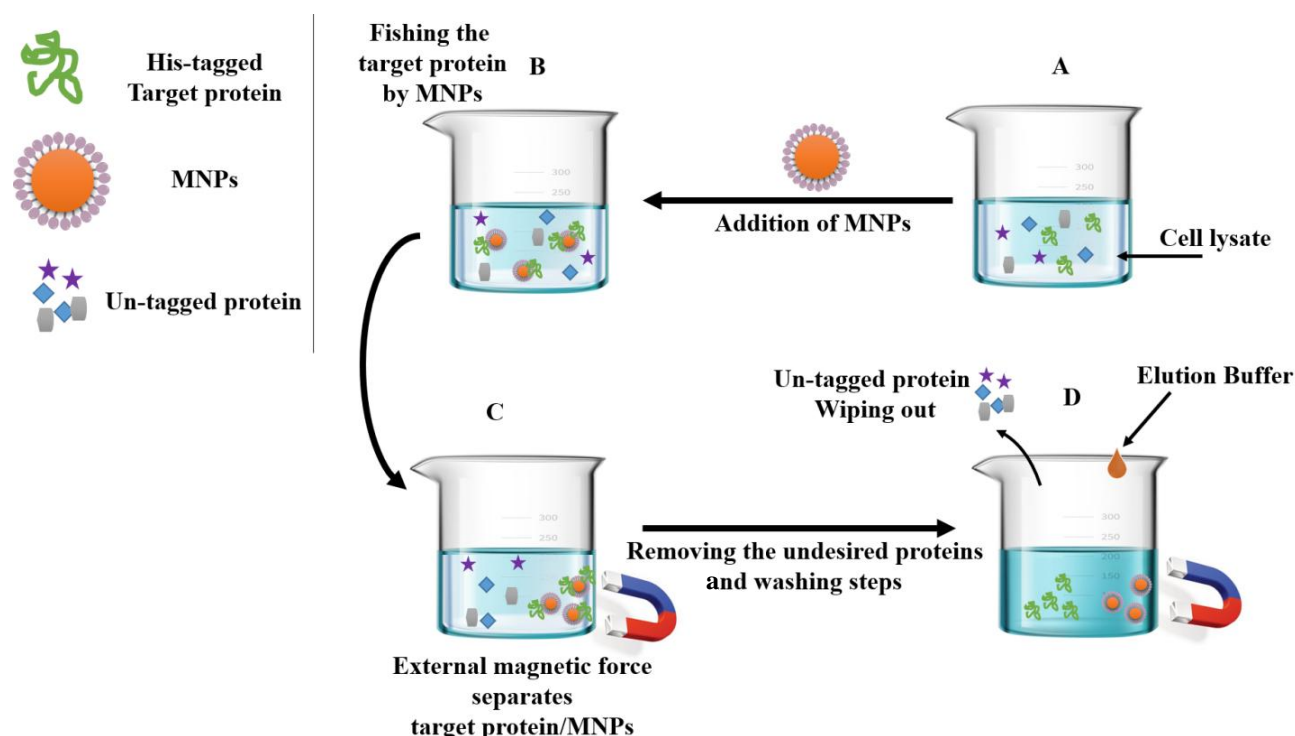 His-tagged
Target protein
MNPs
Un-tagged protein
Fishing the
target protein
by MNPs
B
A
300
250
300
250
Addition of MNPs
Cell lysate
C
300
250
External magnetic force
separates
target protein/MNPs
Removing the undesired proteins
and washing steps
Un-tagged protein
Wiping out
D
Elution Buffer
300
250
200
150